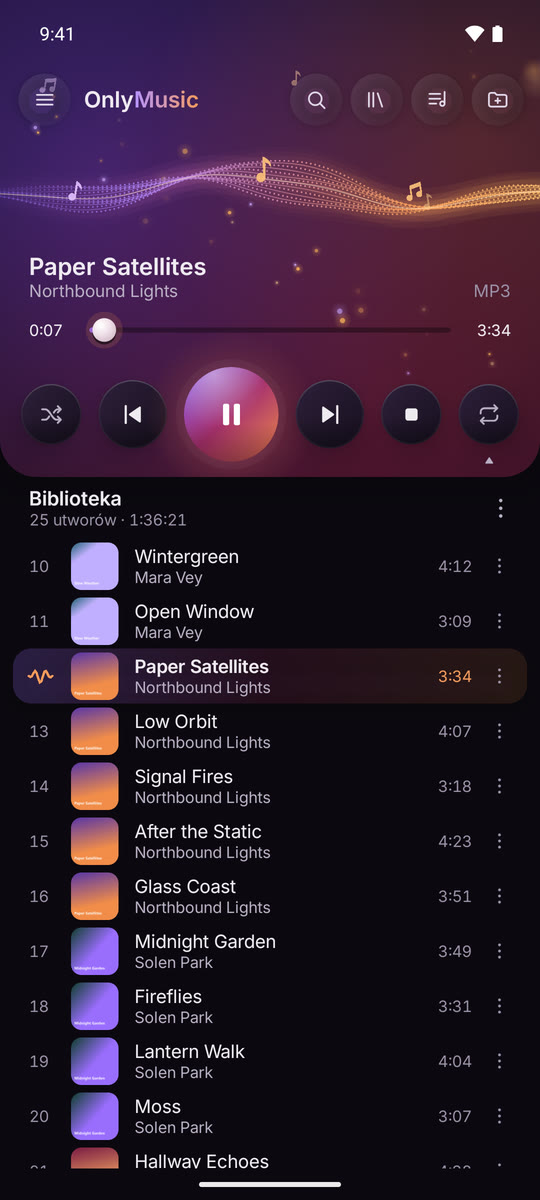 9:41
OnlyMusic
Paper Satellites
Northbound Lights
MP3
0:07
3:34
Biblioteka
25 utworów · 1:36:21
10
Wintergreen
Mara Vey
4:12
11
Open Window
Mara Vey
3:09
Paper Satellites
Northbound Lights
3:34
13
Low Orbit
Northbound Lights
4:07
14
Signal Fires
Northbound Lights
3:18
15
After the Static
Northbound Lights
4:23
16
Glass Coast
Northbound Lights
3:51
17
Midnight Garden
Solen Park
3:49
18
Fireflies
Solen Park
3:31
19
Lantern Walk
Solen Park
4:04
20
Moss
Solen Park
3:07
Hallway Echoes